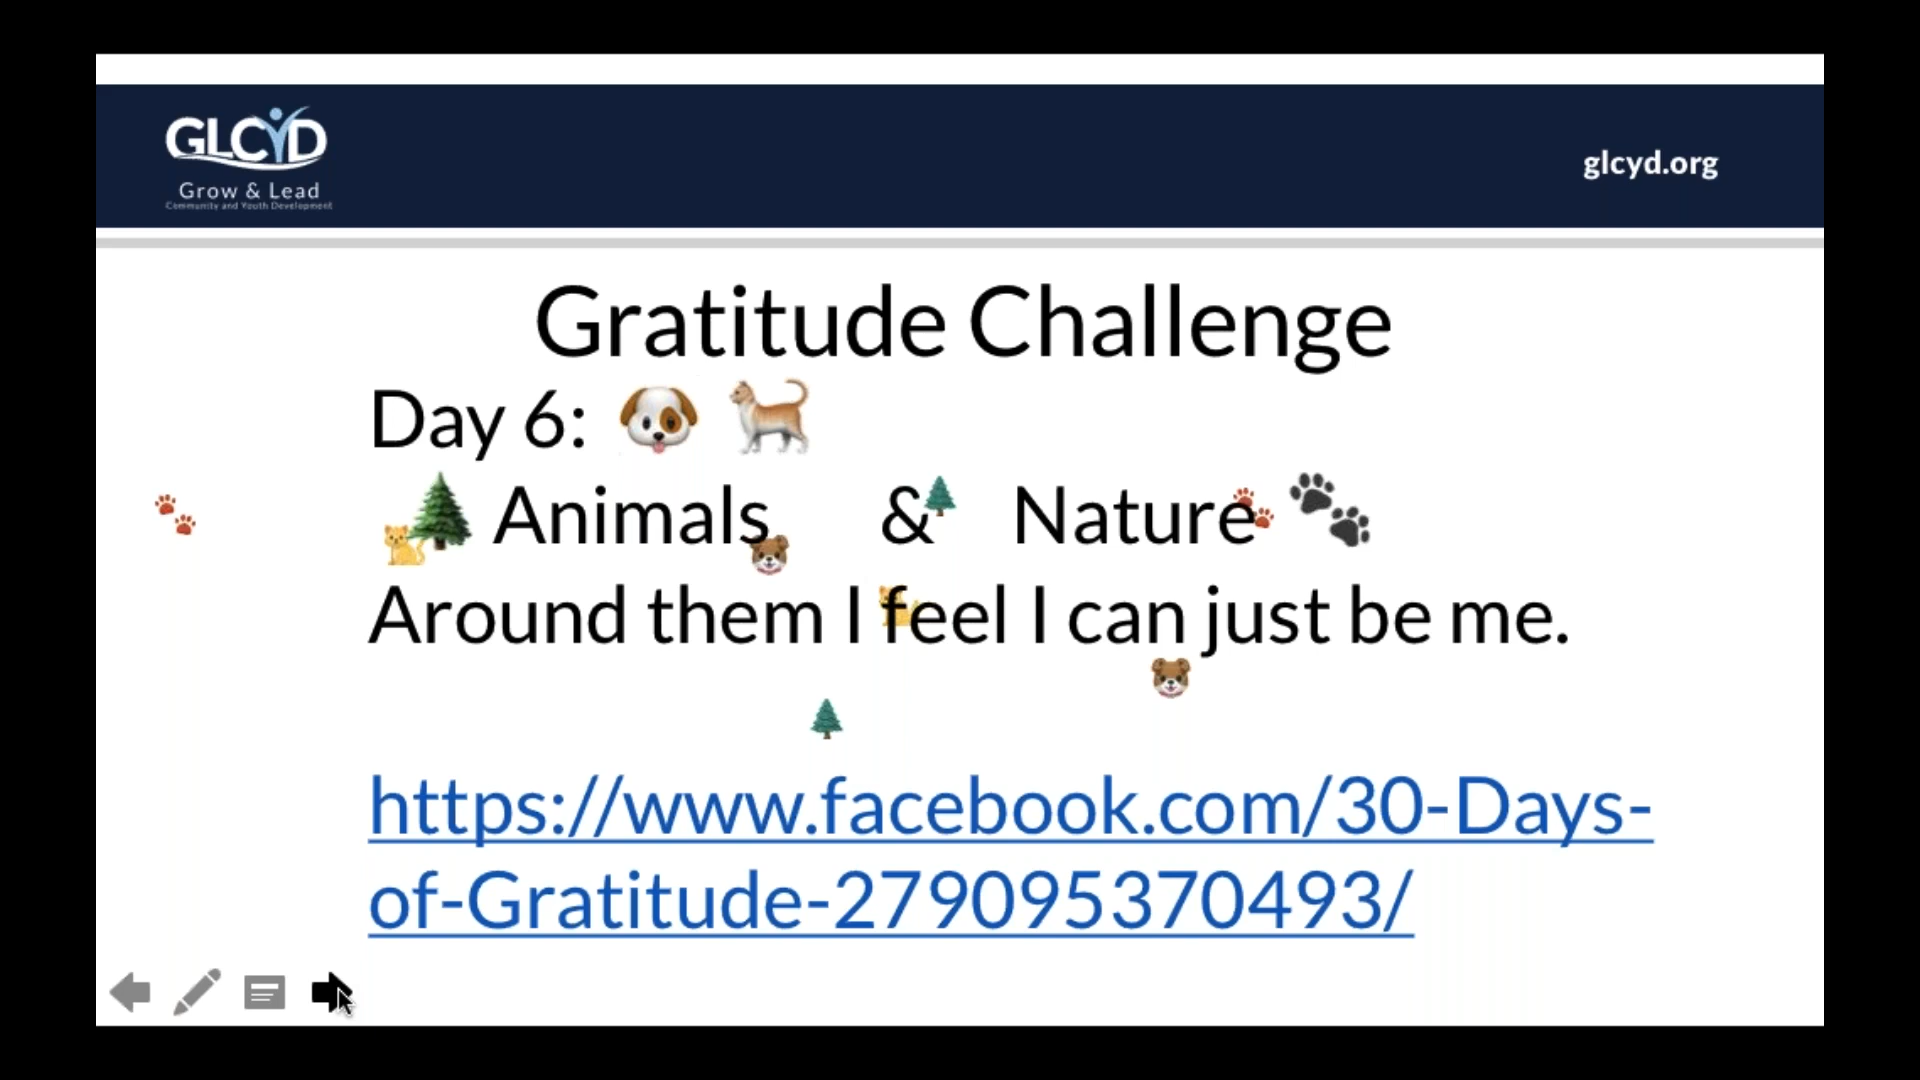 GLCYD
Grow & Lead
Community and Youth Development
glcyd.org
Gratitude Challenge
Day 6:
Animals & Nature
Around them I feel I can just be me.
https://www.facebook.com/30-Days-
of-Gratitude-279095370493/